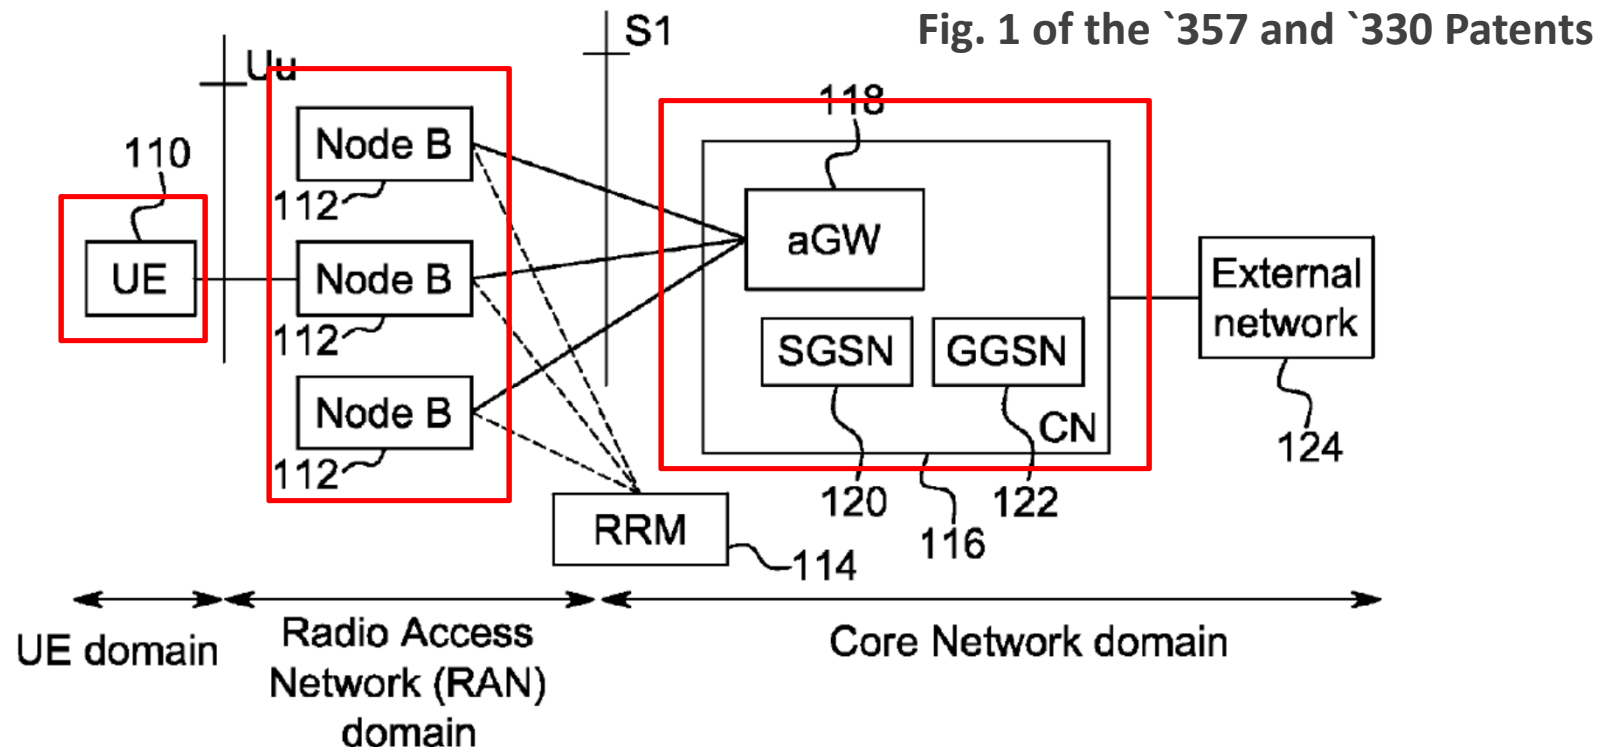 Fig. 1 of the `357 and `330 Patents
S1
Uu
118
110
Node B
112
UE
Node B
112
Node B
112
aGW
SGSN
GGSN
CN
External
network
124
120
122
116
RRM
114
UE domain
Radio Access
Network (RAN)
domain
Core Network domain